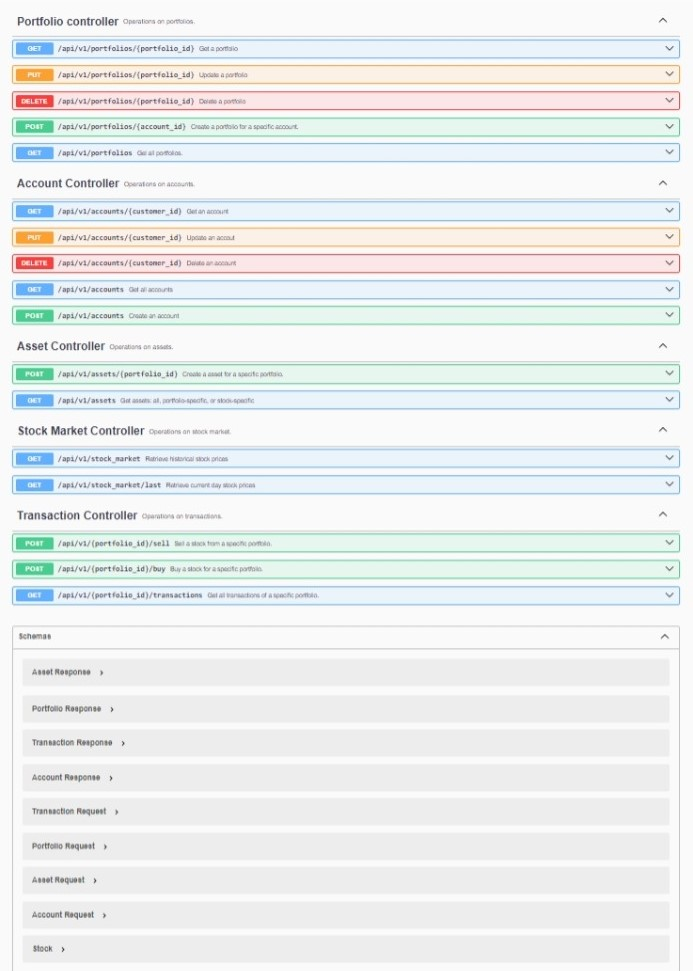 Portfolio controller Operations on portfolios.
GET /api/v1/portfolios/{portfolio_id} Get a portfolio
PUT /api/v1/portfolios/{portfolio_id} Update a portfolio
DELETE /api/v1/portfolios/{portfolio_id} Delete a portfolio
POST /api/v1/portfolios/{account_id} Create a portfolio for a specific account.
GET /api/v1/portfolios Get all portfolios.
Account Controller Operations on accounts.
GET /api/v1/accounts/{customer_id} Get an account
PUT /api/v1/accounts/{customer_id} Update an accout
DELETE /api/v1/accounts/{customer_id} Delete an account
GET /api/v1/accounts Get all accounts
POST /api/v1/accounts Create an account
Asset Controller Operations on assets.
POST /api/v1/assets/{portfolio_id} Create a asset for a specific portfolio.
GET /api/v1/assets Get assets: all, portfolio-specific, or stock-specific
Stock Market Controller Operations on stock market.
GET /api/v1/stock_market Retrieve historical stock prices
GET /api/v1/stock_market/last Retrieve current day stock prices
Transaction Controller Operations on transactions.
POST /api/v1/{portfolio_id}/sell Sell a stock from a specific portfolio.
POST /api/v1/{portfolio_id}/buy Buy a stock for a specific portfolio.
GET /api/v1/{portfolio_id}/transactions Get all transactions of a specific portfolio.
Schemas
Asset Response
Portfolio Response
Transaction Response
Account Response
Transaction Request
Portfolio Request
Asset Request
Account Request
Stock